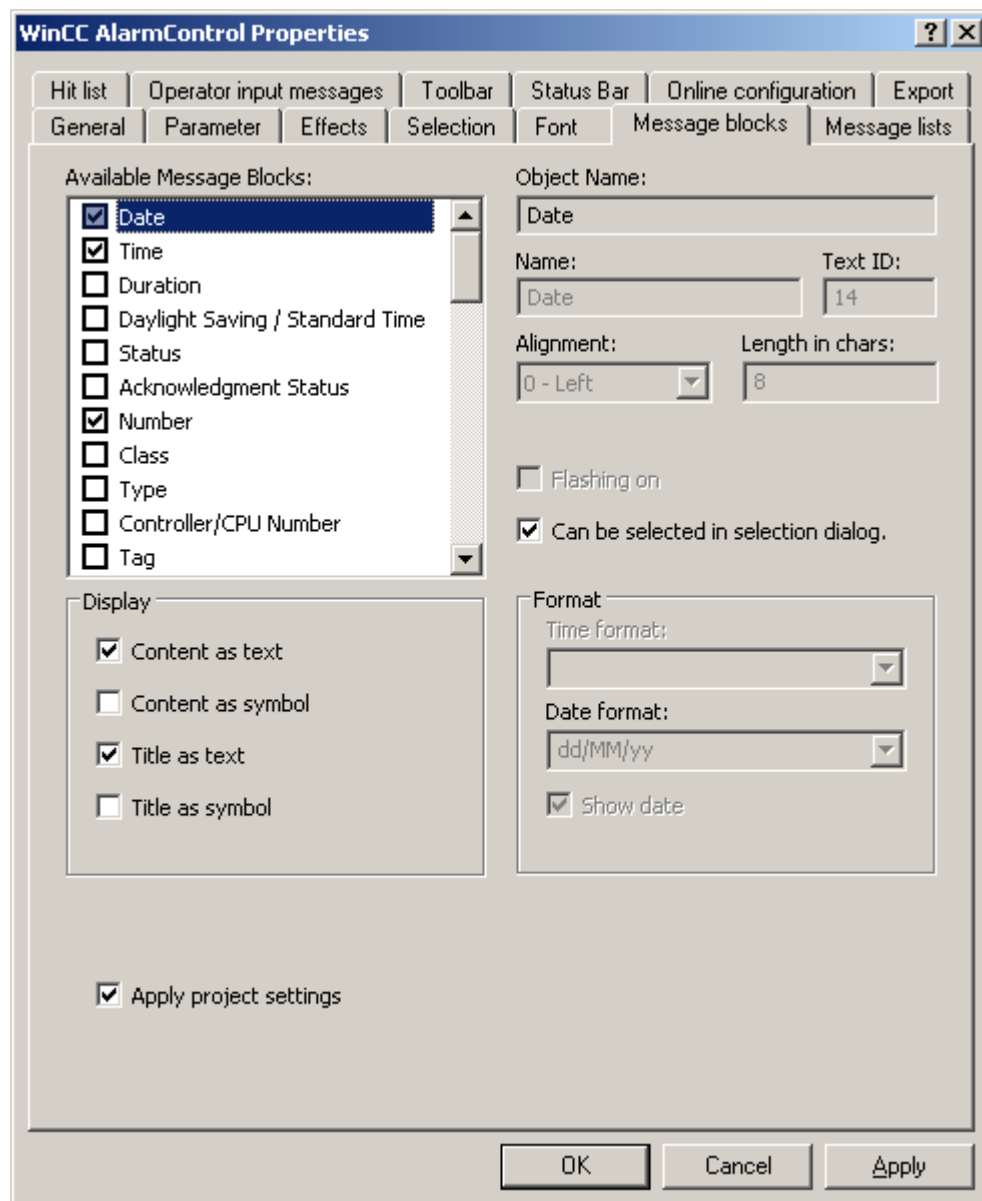 WinCC AlarmControl Properties
Hit list Operator input messages Toolbar Status Bar Online configuration Export
General Parameter Effects Selection Font Message blocks Message lists
Available Message Blocks:
Date
Time
Duration
Daylight Saving / Standard Time
Status
Acknowledgment Status
Number
Class
Type
Controller/CPU Number
Tag
Object Name:
Date
Name: Text ID:
Date 14
Alignment: Length in chars:
0 - Left 8
Flashing on
Can be selected in selection dialog.
Display
Content as text
Content as symbol
Title as text
Title as symbol
Format
Time format:
Date format:
dd/MM/yy
Show date
Apply project settings
OK Cancel Apply